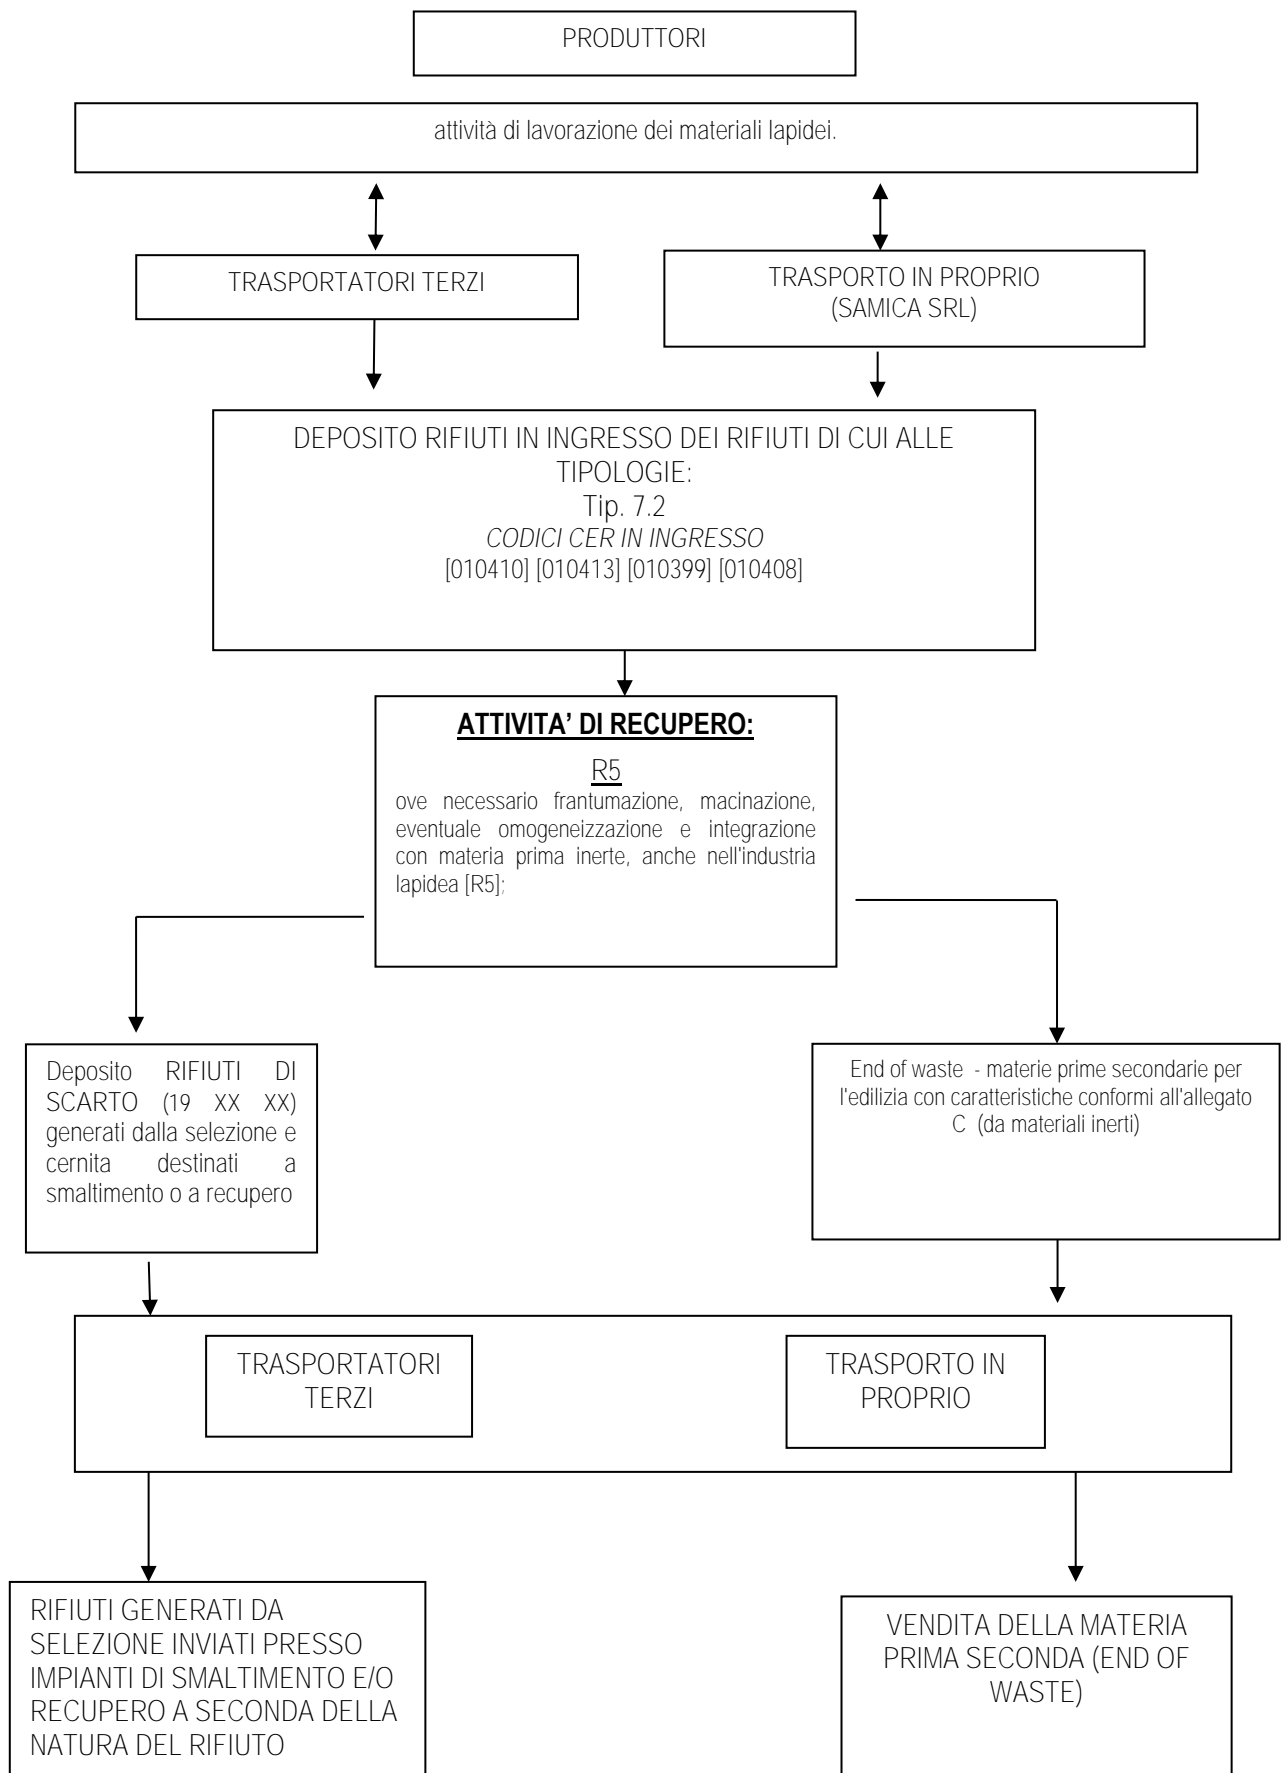 PRODUTTORI
attività di lavorazione dei materiali lapidei.
TRASPORTATORI TERZI
TRASPORTO IN PROPRIO
(SAMICA SRL)
DEPOSITO RIFIUTI IN INGRESSO DEI RIFIUTI DI CUI ALLE
TIPOLOGIE:
Tip. 7.2
CODICI CER IN INGRESSO
[010410] [010413] [010399] [010408]
ATTIVITA’ DI RECUPERO:
R5
ove necessario frantumazione, macinazione,
eventuale omogeneizzazione e integrazione
con materia prima inerte, anche nell'industria
lapidea [R5];
Deposito RIFIUTI DI
SCARTO (19 XX XX)
generati dalla selezione e
cernita destinati a
smaltimento o a recupero
End of waste - materie prime secondarie per
l'edilizia con caratteristiche conformi all'allegato
C (da materiali inerti)
TRASPORTATORI
TERZI
TRASPORTO IN
PROPRIO
RIFIUTI GENERATI DA
SELEZIONE INVIATI PRESSO
IMPIANTI DI SMALTIMENTO E/O
RECUPERO A SECONDA DELLA
NATURA DEL RIFIUTO
VENDITA DELLA MATERIA
PRIMA SECONDA (END OF
WASTE)